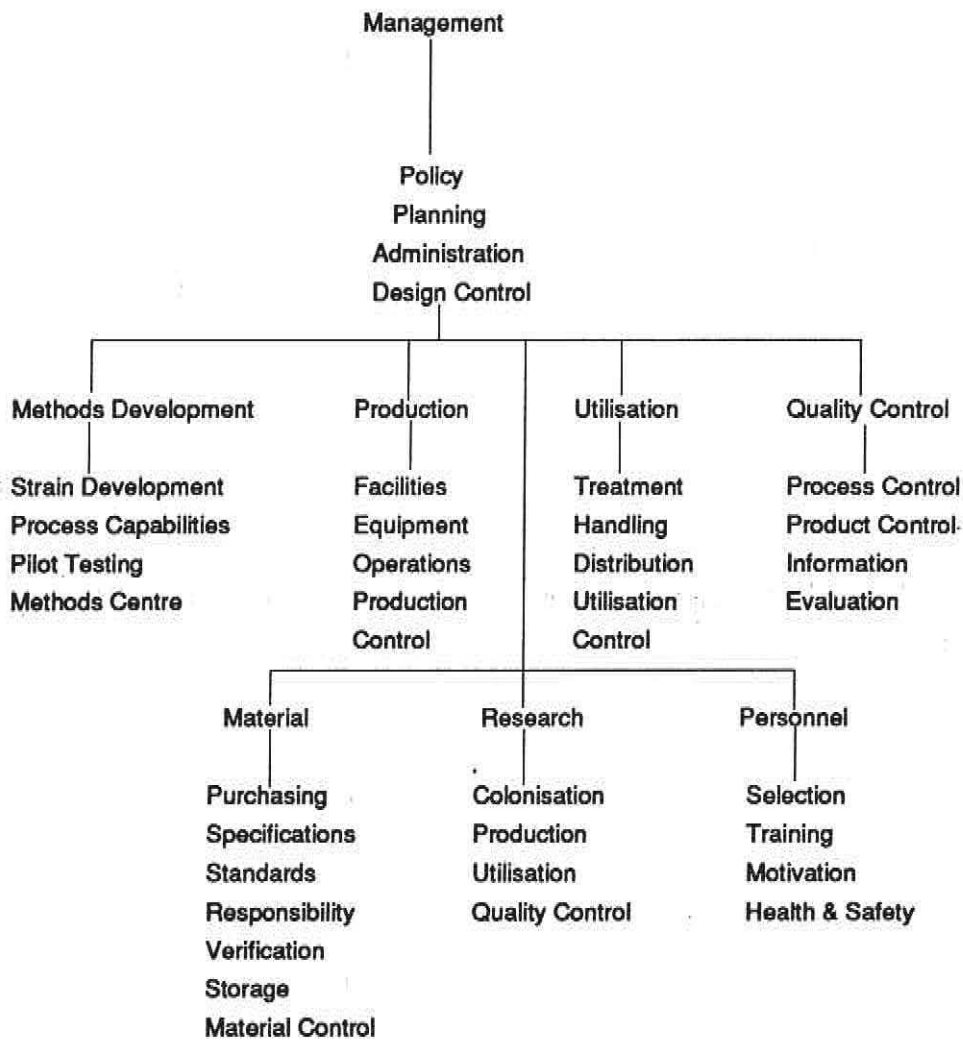 Management
Policy
Planning
Administration
Design Control
Methods Development
Strain Development
Process Capabilities
Pilot Testing
Methods Centre
Production
Facilities
Equipment
Operations
Production
Control
Utilisation
Treatment
Handling
Distribution
Utilisation
Control
Quality Control
Process Control
Product Control
Information
Evaluation
Material
Purchasing
Specifications
Standards
Responsibility
Verification
Storage
Material Control
Research
Colonisation
Production
Utilisation
Quality Control
Personnel
Selection
Training
Motivation
Health & Safety